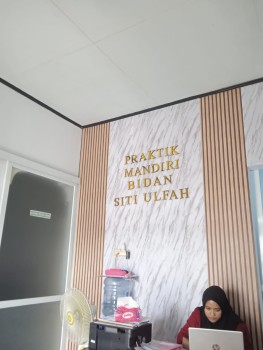 PRAKTIK
MANDIRI
BIDAN
SITI ULFAH